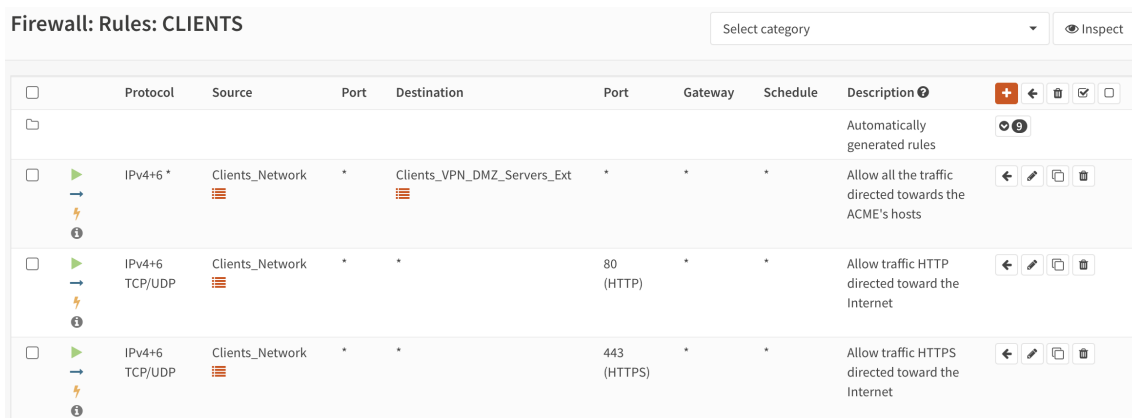 Firewall: Rules: CLIENTS
Select category
Inspect
Protocol Source Port Destination Port Gateway Schedule Description
Automatically 9
generated rules
IPv4+6 * Clients_Network * Clients_VPN_DMZ_Servers_Ext * * * Allow all the traffic
directed towards the
ACME's hosts
IPv4+6 Clients_Network * * 80 * * Allow traffic HTTP
TCP/UDP (HTTP) directed toward the
Internet
IPv4+6 Clients_Network * * 443 * * Allow traffic HTTPS
TCP/UDP (HTTPS) directed toward the
Internet